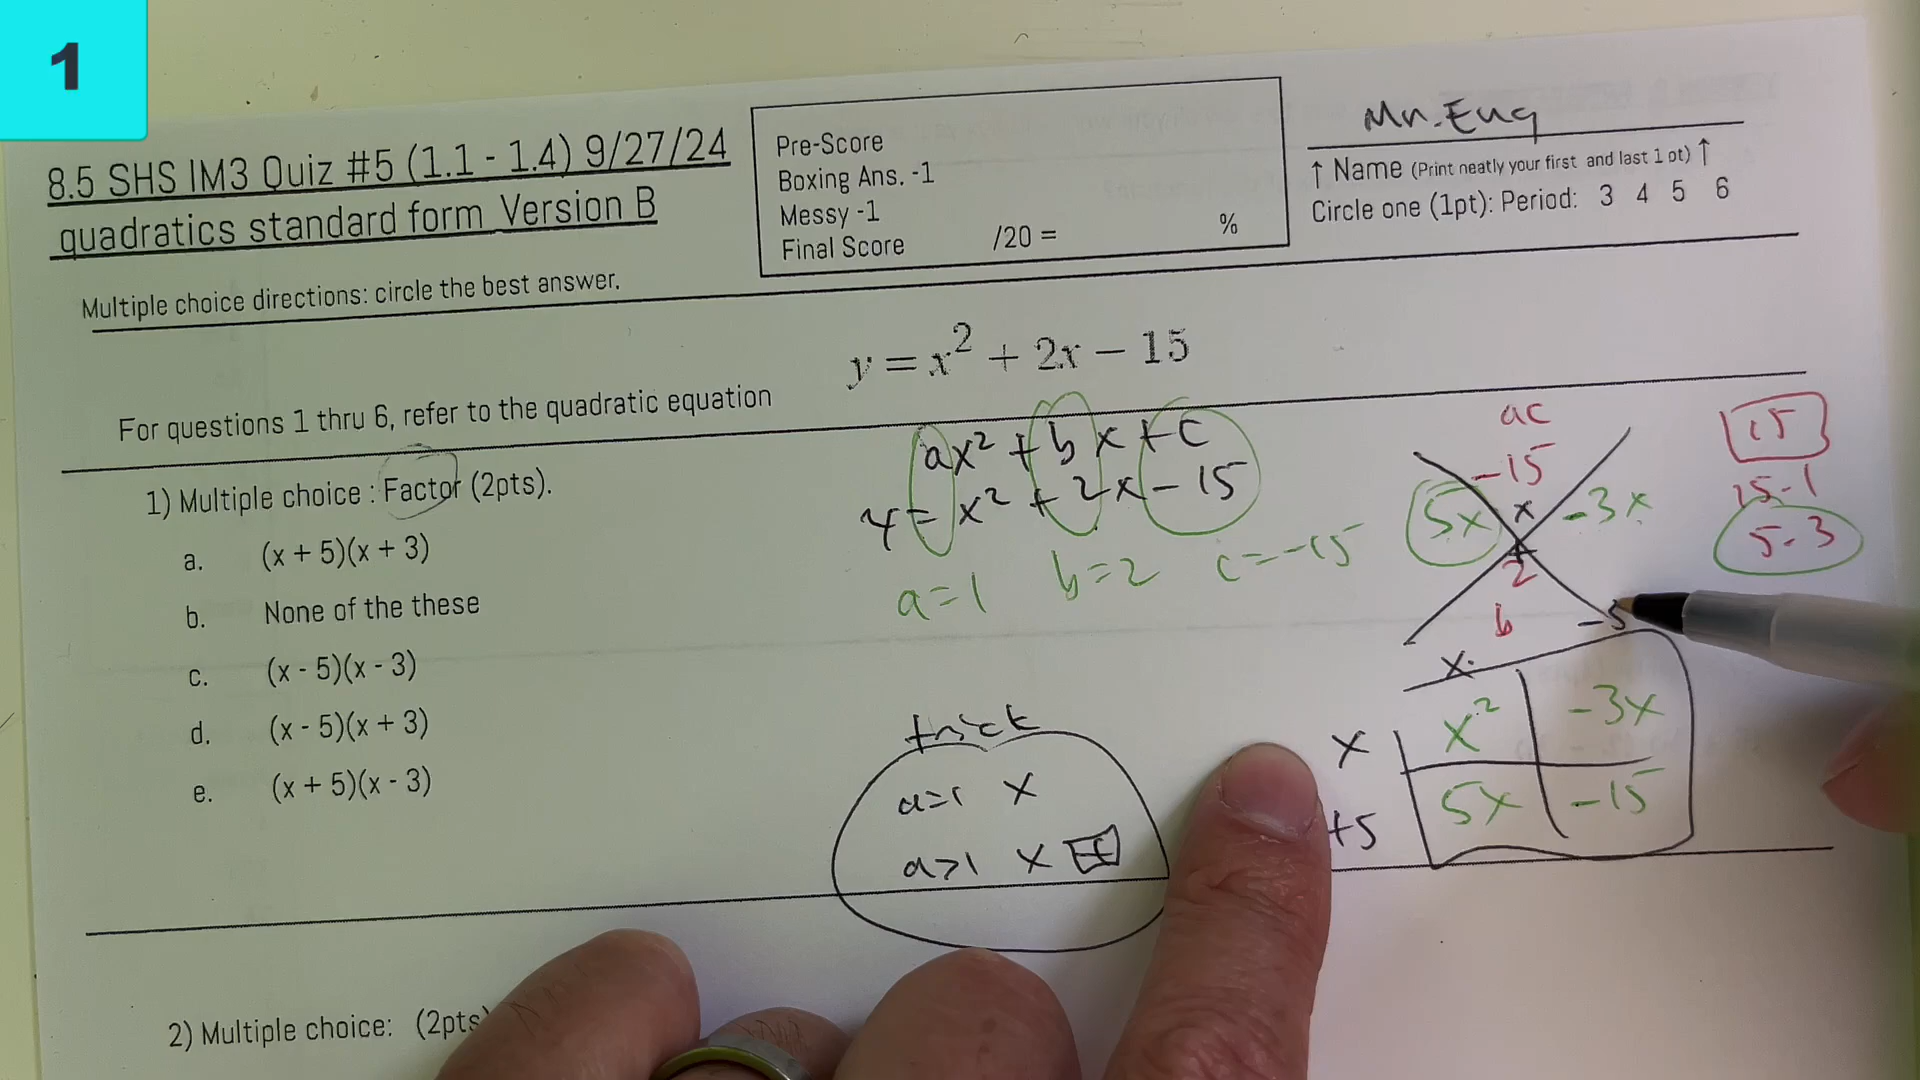 1
8.5 SHS IM3 Quiz #5 (1.1 - 1.4) 9/27/24
quadratics standard form Version B
Pre-Score
Boxing Ans. -1
Messy -1
Final Score /20 = %
Mr. Eng
↑ Name (Print neatly your first and last 1 pt) ↑
Circle one (1pt): Period: 3 4 5 6
Multiple choice directions: circle the best answer.
For questions 1 thru 6, refer to the quadratic equation y = x² + 2x − 15
1) Multiple choice : Factor (2pts).
a. (x + 5)(x + 3)
b. None of the these
c. (x - 5)(x - 3)
d. (x - 5)(x + 3)
e. (x + 5)(x - 3)
ax² + bx + c
y = x² + 2x - 15
a=1 b=2 c=-15
trick
a=1 X
a>1 X
ac
-15
5x x -3x
+
2
b
15
15·1
5·3
x -3
x x² -3x
+5 5x -15
2) Multiple choice: (2pts)